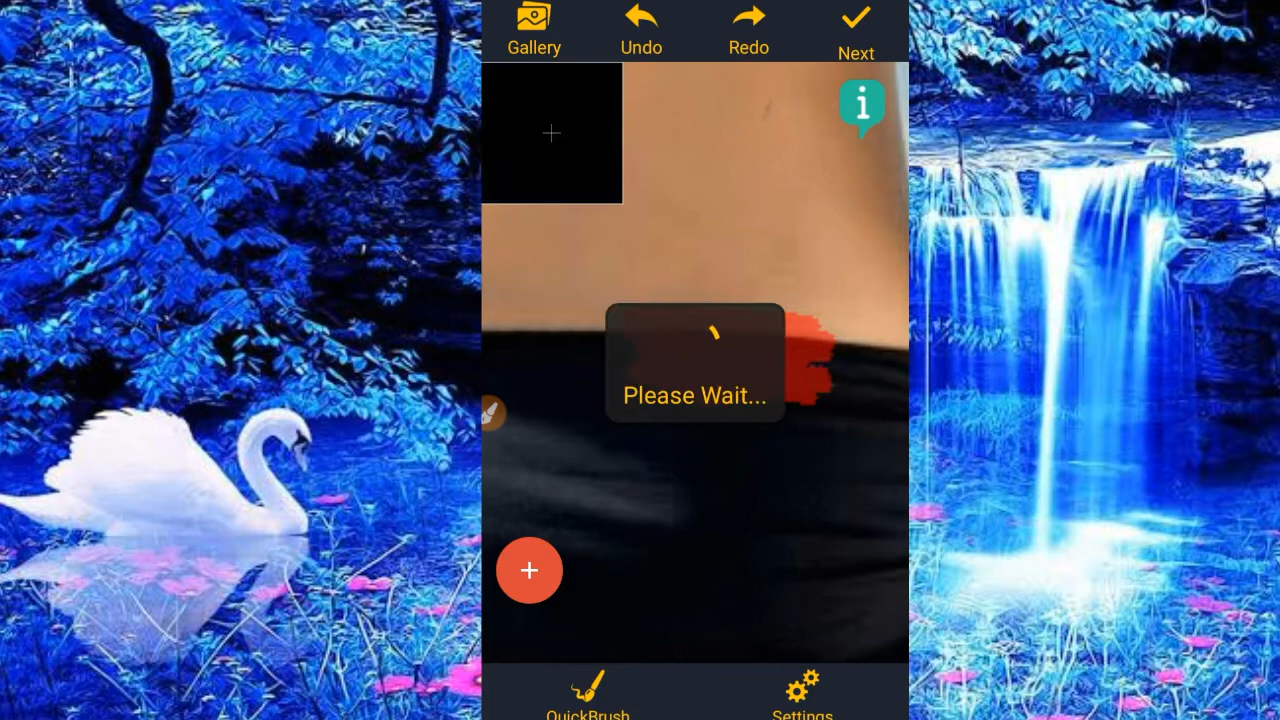 Gallery
Undo
Redo
Next
i
Please Wait...
QuickBrush
Settings